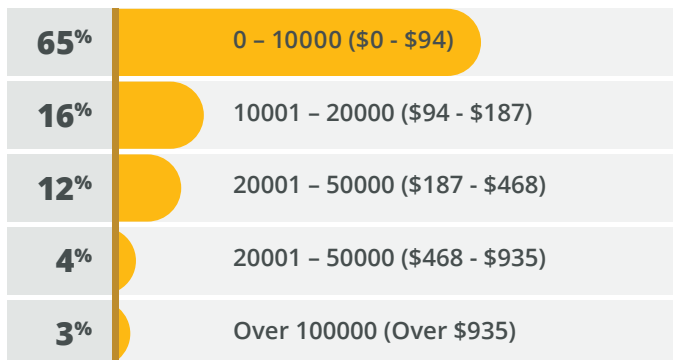 65% 0 – 10000 ($0 - $94)
16% 10001 – 20000 ($94 - $187)
12% 20001 – 50000 ($187 - $468)
4% 20001 – 50000 ($468 - $935)
3% Over 100000 (Over $935)